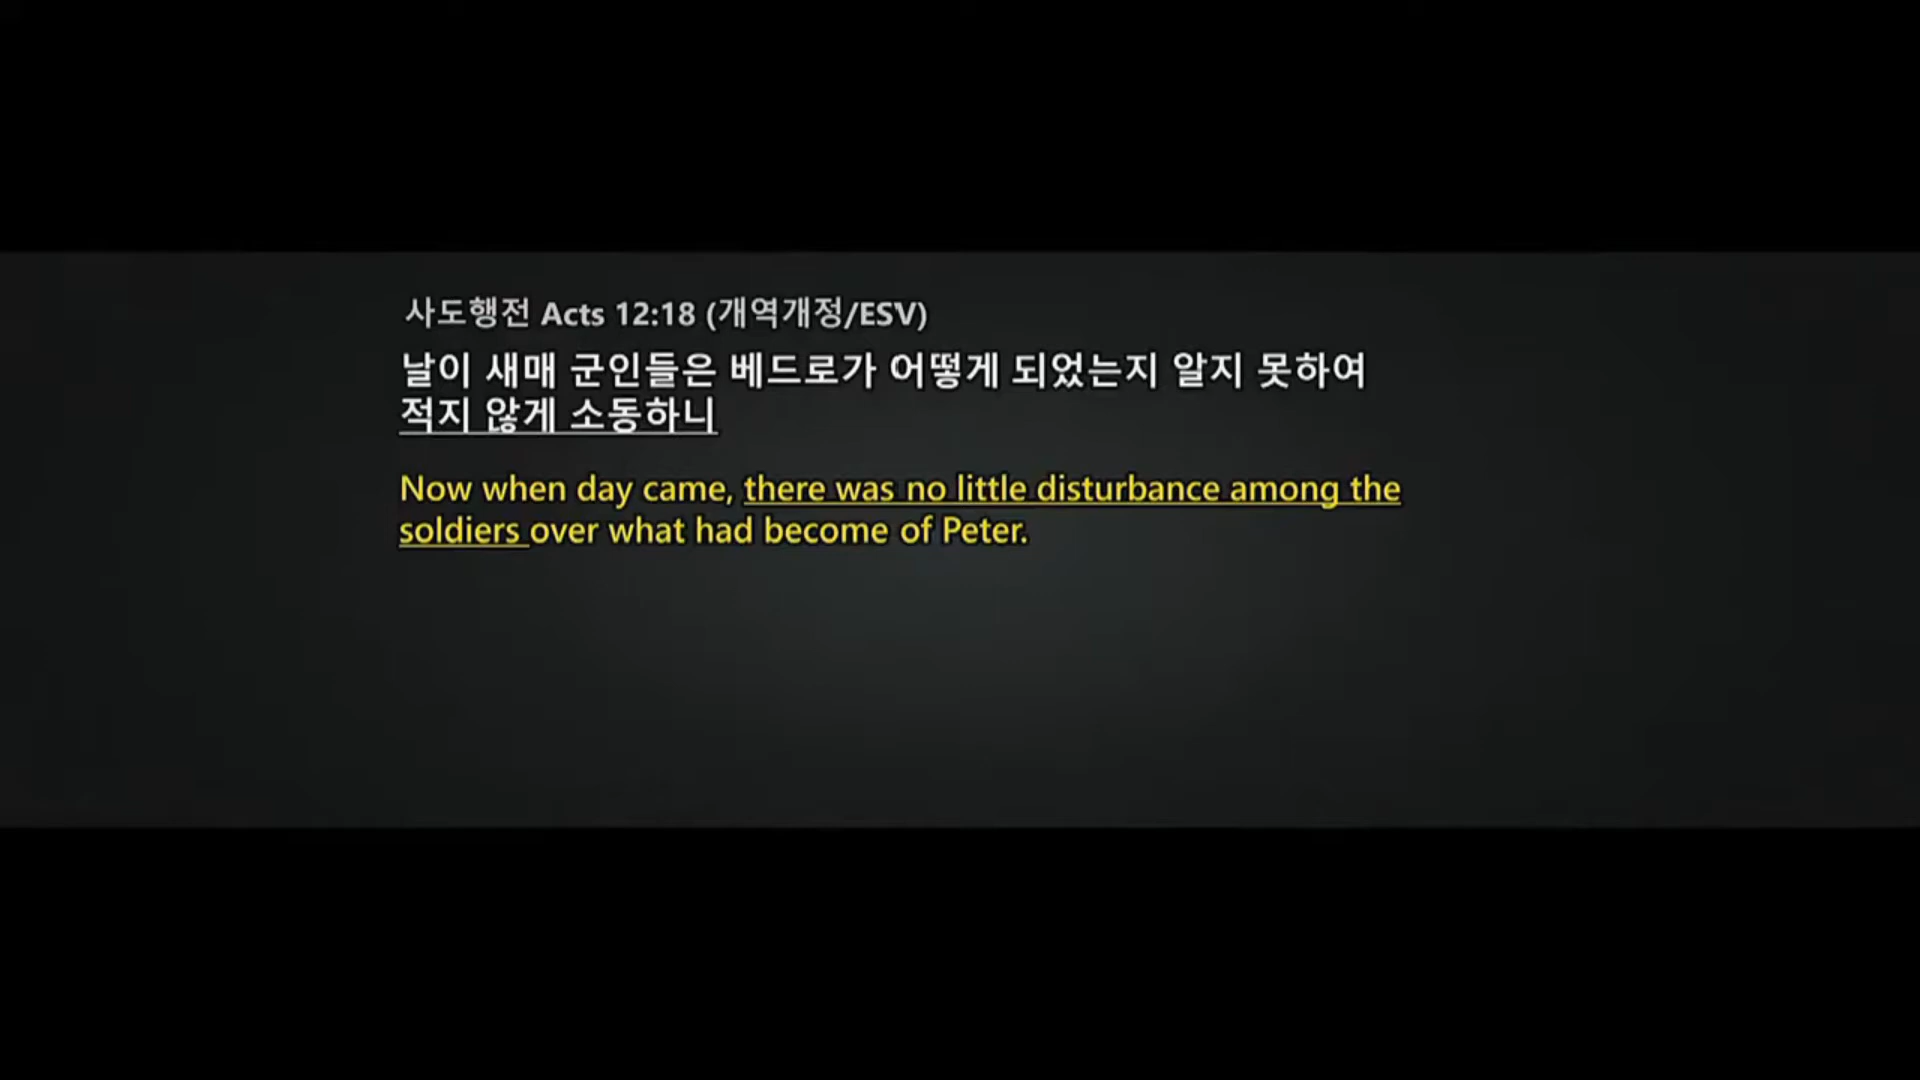 사도행전 Acts 12:18 (개역개정/ESV)
날이 새매 군인들은 베드로가 어떻게 되었는지 알지 못하여
적지 않게 소동하니
Now when day came, there was no little disturbance among the
soldiers over what had become of Peter.